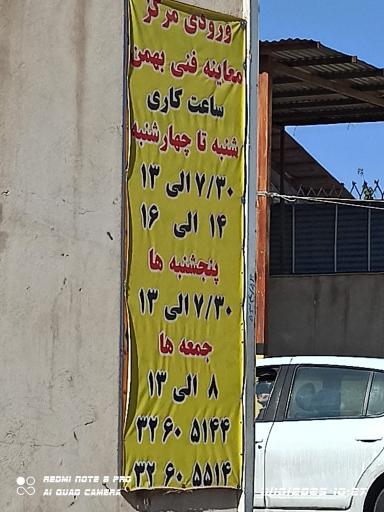 ورودی مرکز
معاینه فنی بهمن
ساعت کاری
شنبه تا چهارشنبه
۷/۳۰ الی ۱۳
۱۴ الی ۱۶
پنجشنبه ها
۷/۳۰ الی ۱۳
جمعه ها
۸ الی ۱۳
۳۲۶۰ ۵۱۴۴
۳۲ ۶۰ ۵۵۱۴
REDMI NOTE 8 PRO
AI QUAD CAMERA